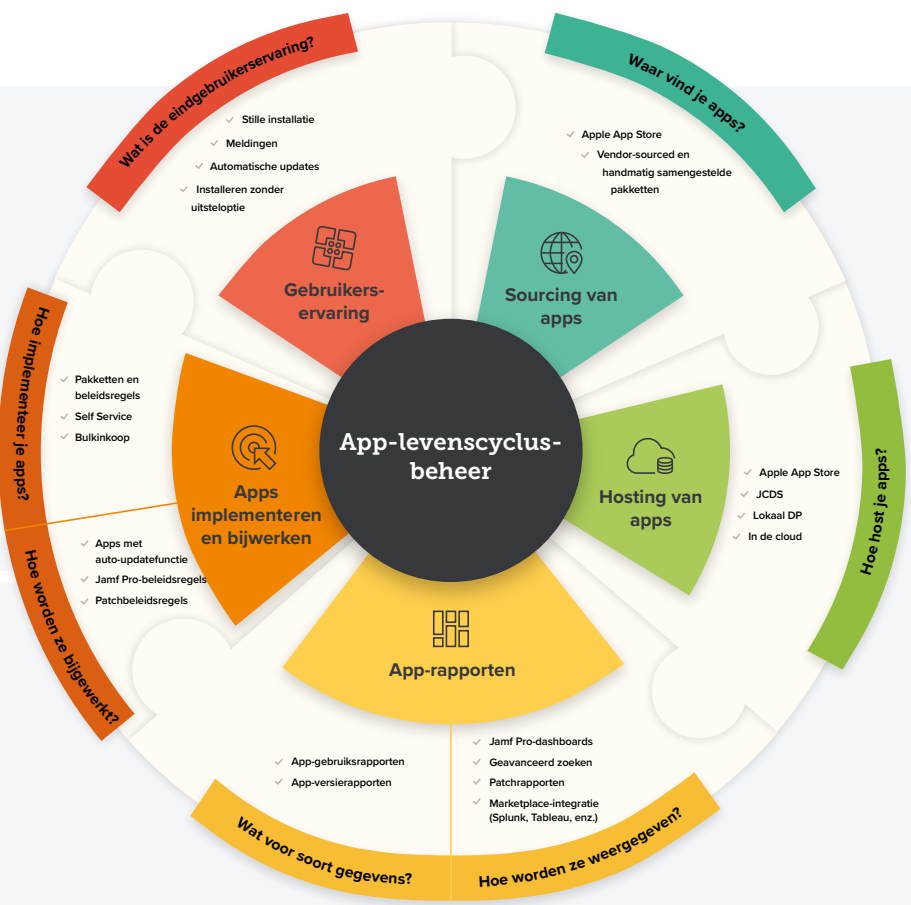 App-levenscyclus-
beheer
Waar vind je apps?
Apple App Store
Vendor-sourced en
handmatig samengestelde
pakketten
Sourcing van
apps
Hoe host je apps?
Apple App Store
JCDS
Lokaal DP
In de cloud
Hosting van
apps
App-rapporten
Hoe worden ze weergegeven?
Jamf Pro-dashboards
Geavanceerd zoeken
Patchrapporten
Marketplace-integratie
(Splunk, Tableau, enz.)
Wat voor soort gegevens?
App-gebruiksrapporten
App-versierapporten
Apps
implementeren
en bijwerken
Hoe worden ze bijgewerkt?
Apps met
auto-updatefunctie
Jamf Pro-beleidsregels
Patchbeleidsregels
Hoe implementeer je apps?
Pakketten en
beleidsregels
Self Service
Bulkinkoop
Gebruikers-
ervaring
Wat is de eindgebruikerservaring?
Stille installatie
Meldingen
Automatische updates
Installeren zonder
uitsteloptie